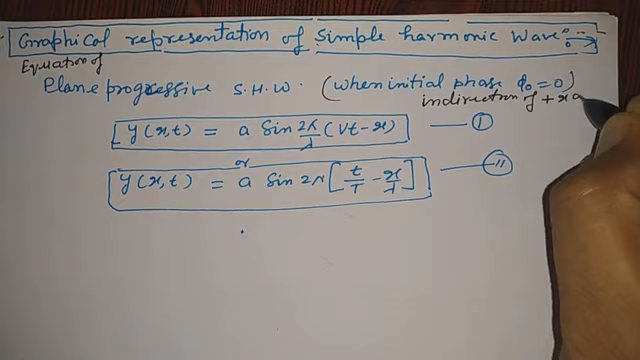 Graphical representation of Simple harmonic wave:
Equation of
Plane progressive S.H.W. (When initial phase φ₀ = 0)
in direction of + x a
y(x,t) = a Sin 2π/λ (Vt - x) — I
or
y(x,t) = a Sin 2π [t/T - x/λ] — II